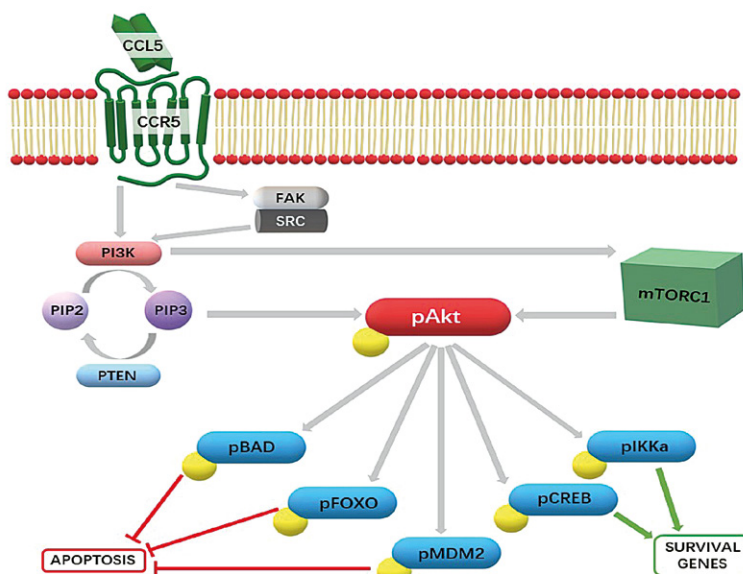 CCL5
CCR5
FAK
SRC
PI3K
PIP2
PIP3
PTEN
mTORC1
pAkt
pBAD
pIKKa
pFOXO
pCREB
pMDM2
APOPTOSIS
SURVIVAL
GENES